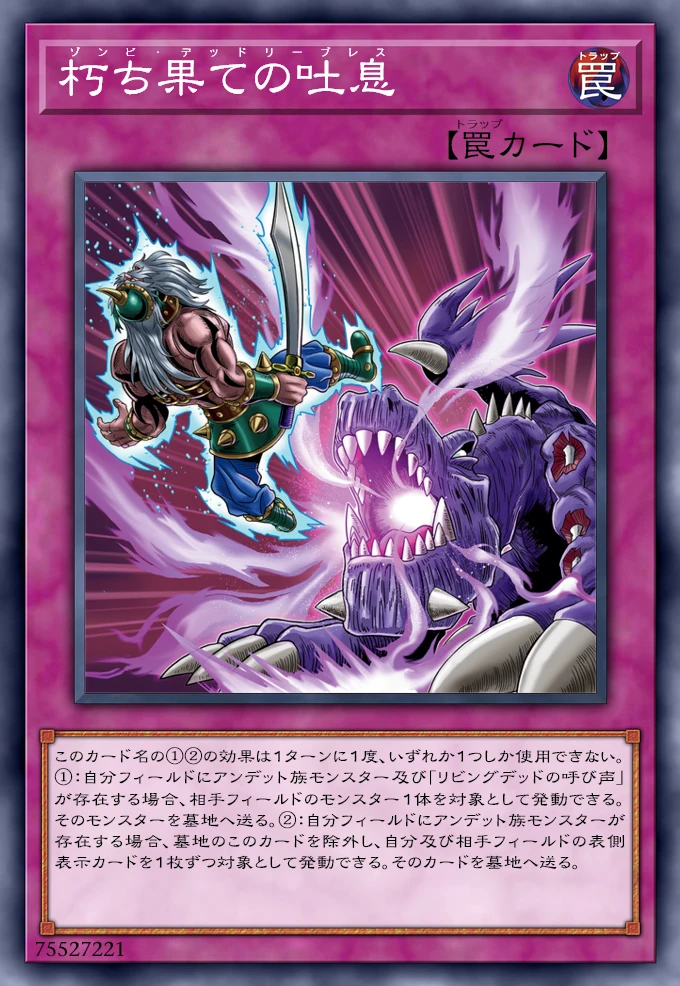 ゾンビ・デッドリーブレス
朽ち果ての吐息
トラップ
罠
トラップ
【罠カード】
このカード名の①②の効果は1ターンに1度、いずれか1つしか使用できない。
①：自分フィールドにアンデット族モンスター及び「リビングデッドの呼び声」
が存在する場合、相手フィールドのモンスター1体を対象として発動できる。
そのモンスターを墓地へ送る。②：自分フィールドにアンデット族モンスターが
存在する場合、墓地のこのカードを除外し、自分及び相手フィールドの表側
表示カードを1枚ずつ対象として発動できる。そのカードを墓地へ送る。
75527221